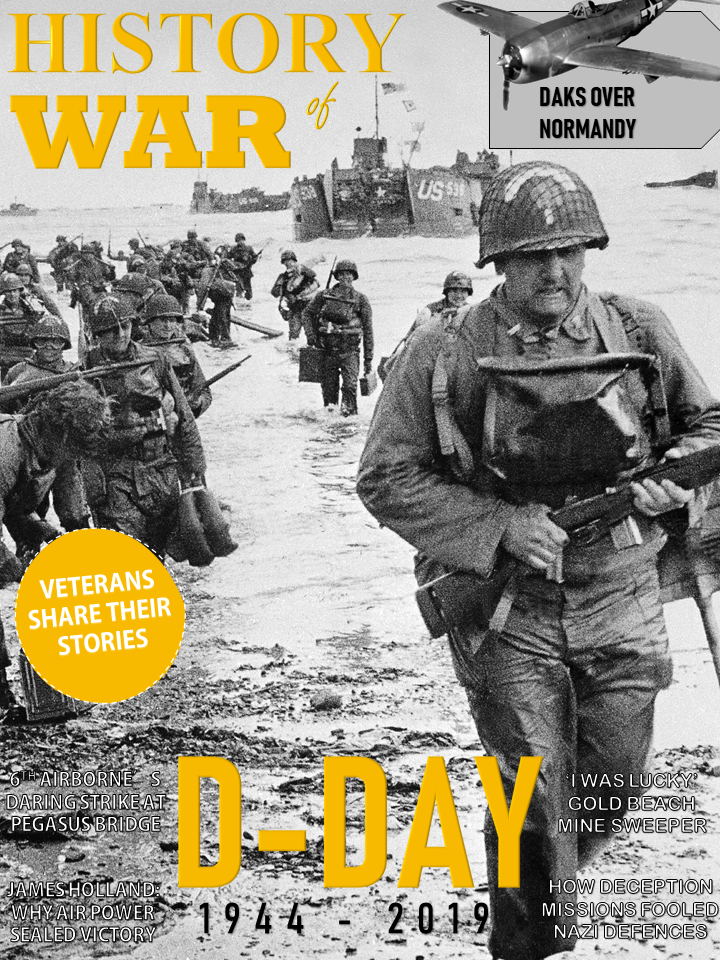 HISTORY
of
WAR
DAKS OVER
NORMANDY
US 538
VETERANS
SHARE THEIR
STORIES
6TH AIRBORNE S
DARING STRIKE AT
PEGASUS BRIDGE
JAMES HOLLAND:
WHY AIR POWER
SEALED VICTORY
D-DAY
1944 - 2019
'I WAS LUCKY'
GOLD BEACH
MINE SWEEPER
HOW DECEPTION
MISSIONS FOOLED
NAZI DEFENCES